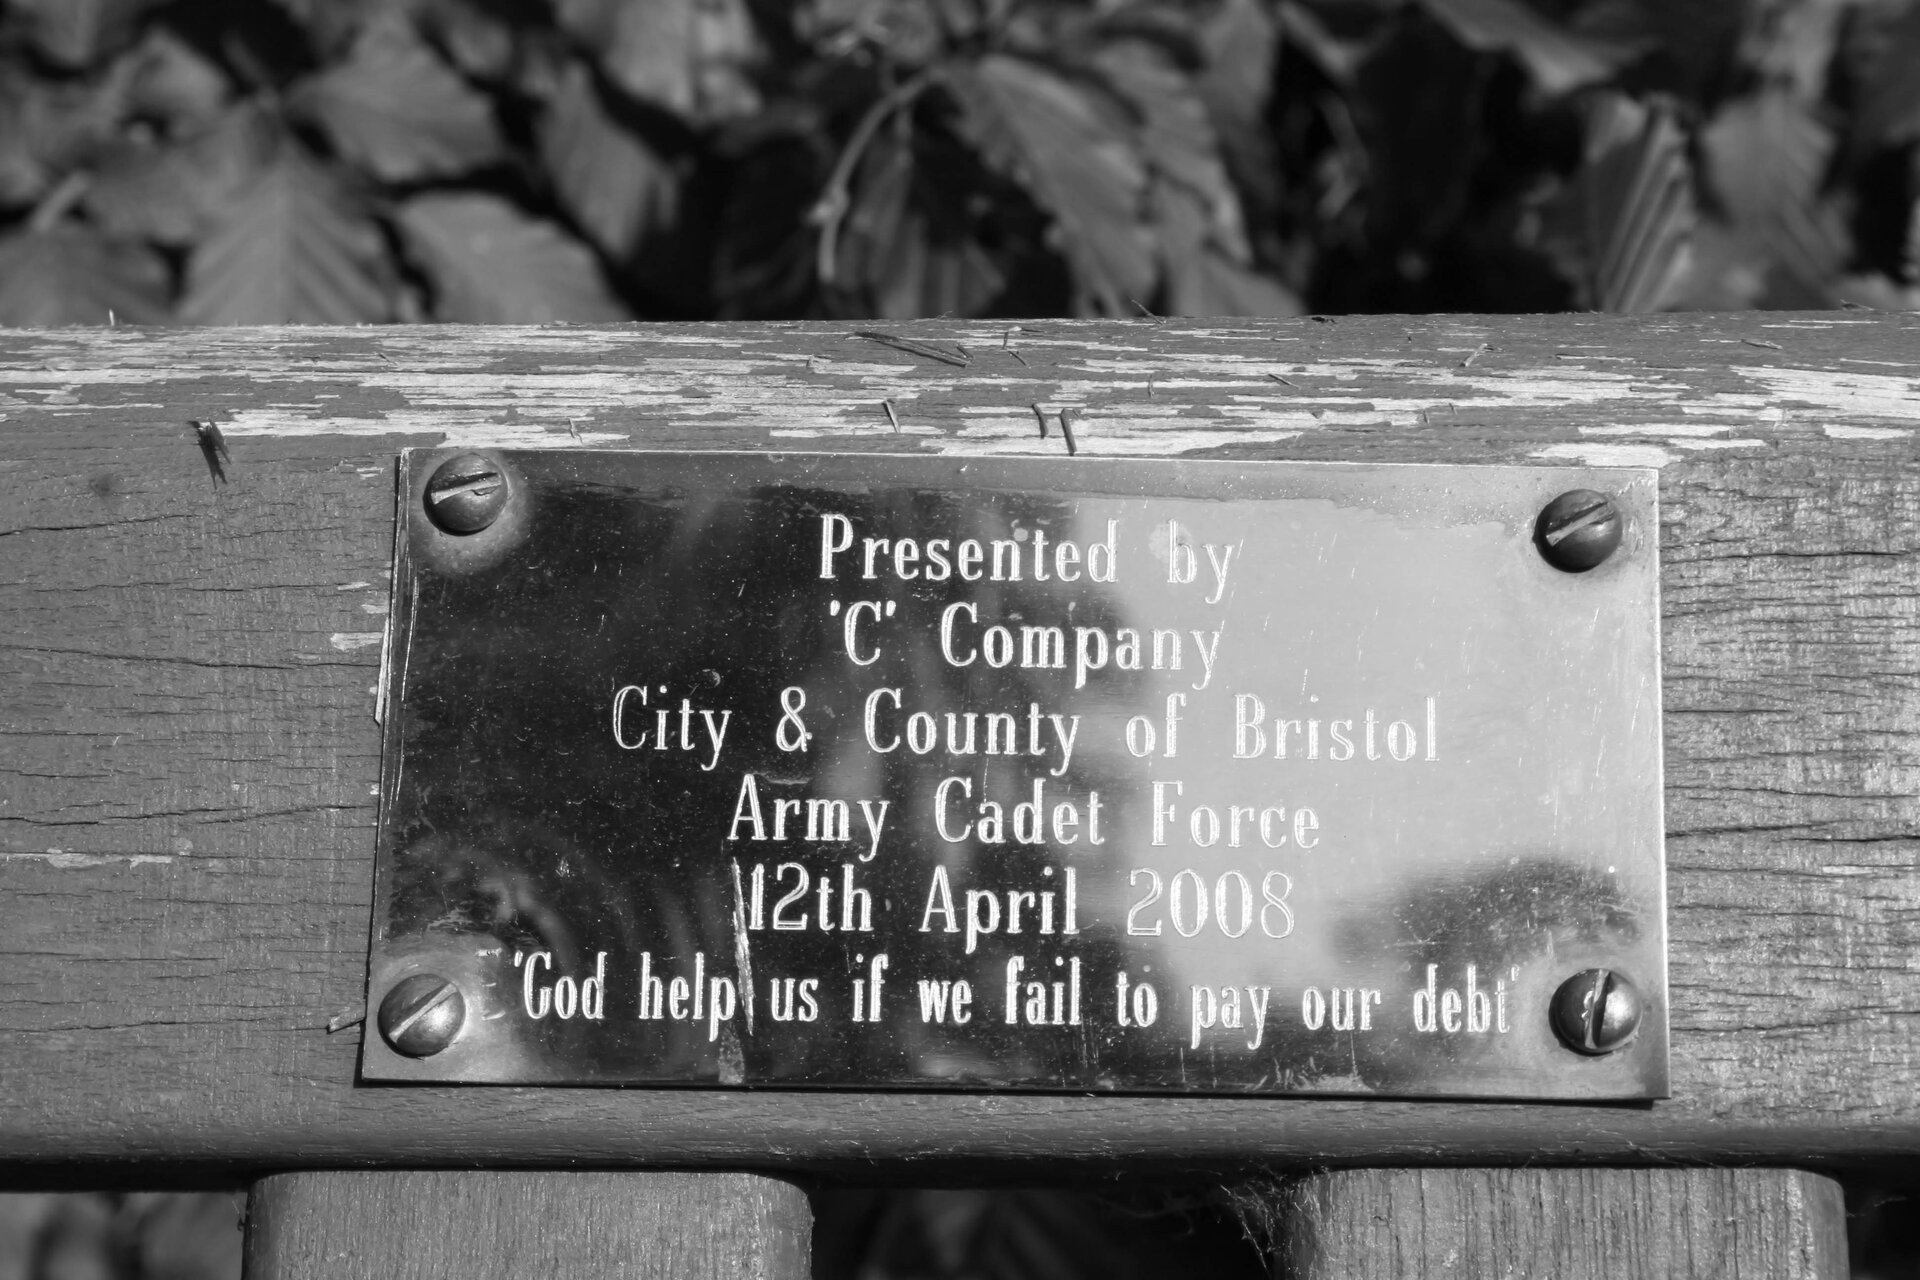 Presented by
'C' Company
City & County of Bristol
Army Cadet Force
12th April 2008
'God help us if we fail to pay our debt'